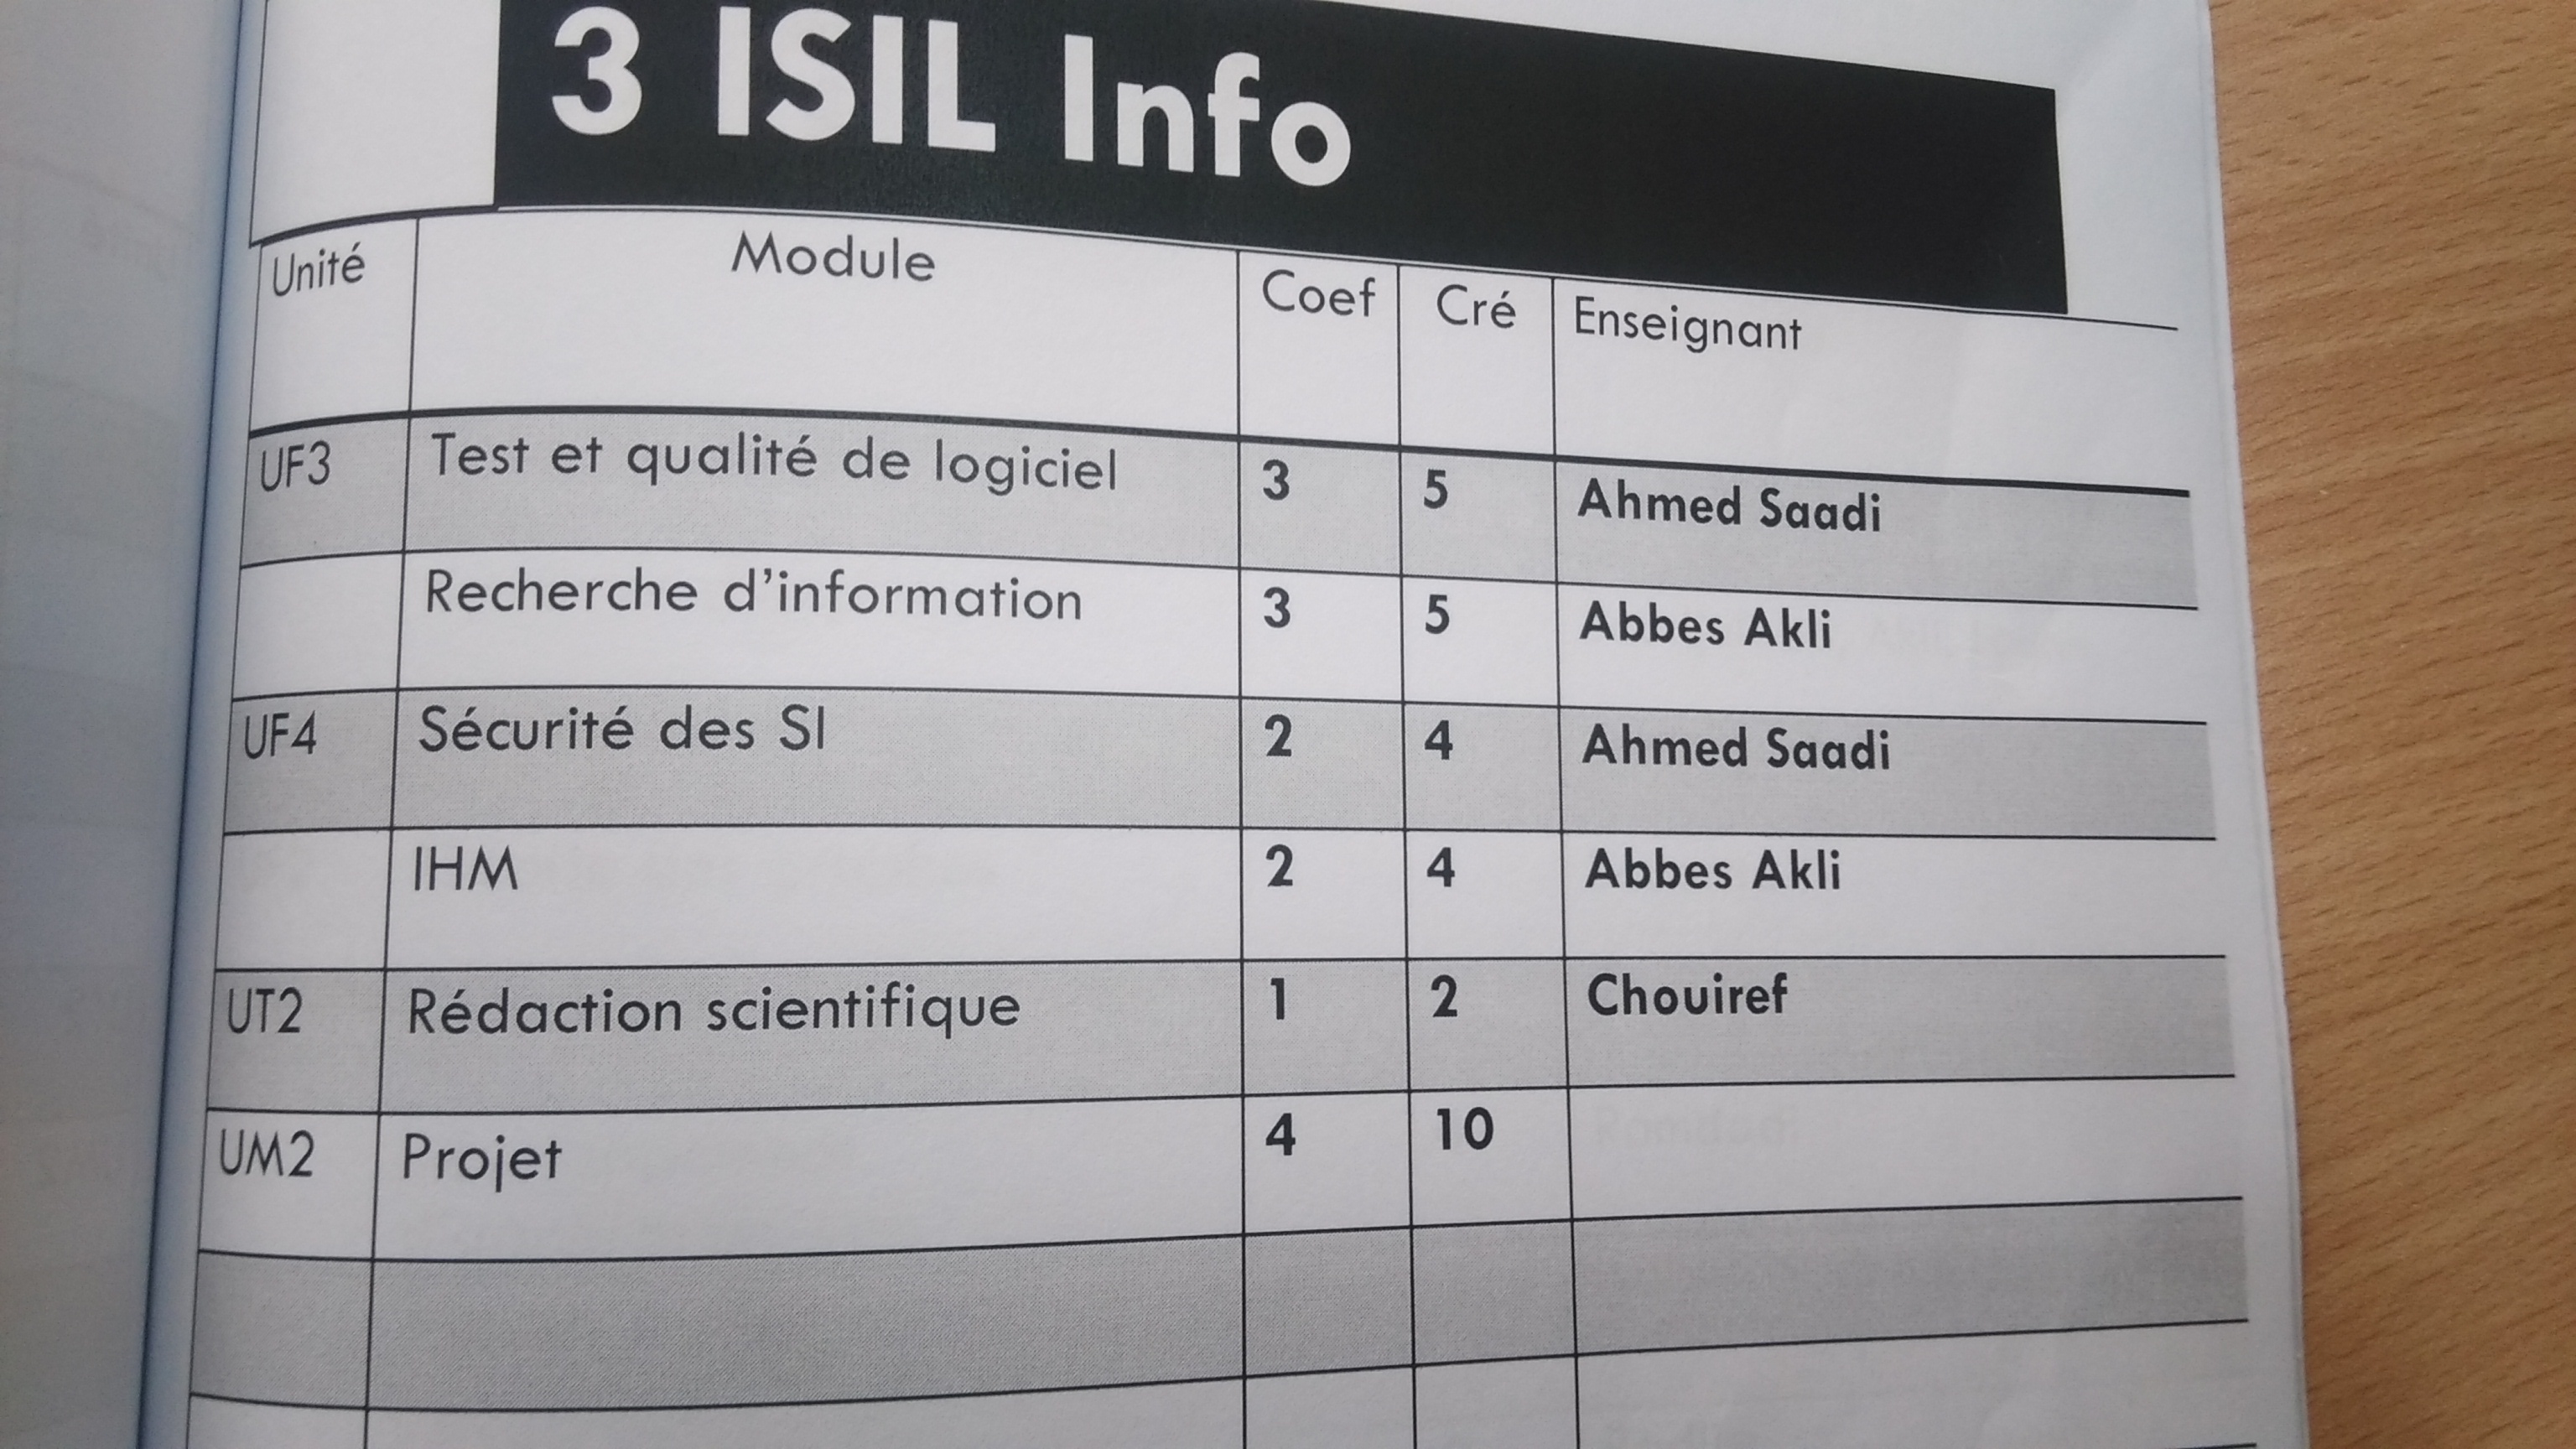 3 ISIL Info
Unité Module Coef Cré Enseignant
UF3 Test et qualité de logiciel 3 5 Ahmed Saadi
Recherche d'information 3 5 Abbes Akli
UF4 Sécurité des SI 2 4 Ahmed Saadi
IHM 2 4 Abbes Akli
UT2 Rédaction scientifique 1 2 Chouiref
UM2 Projet 4 10